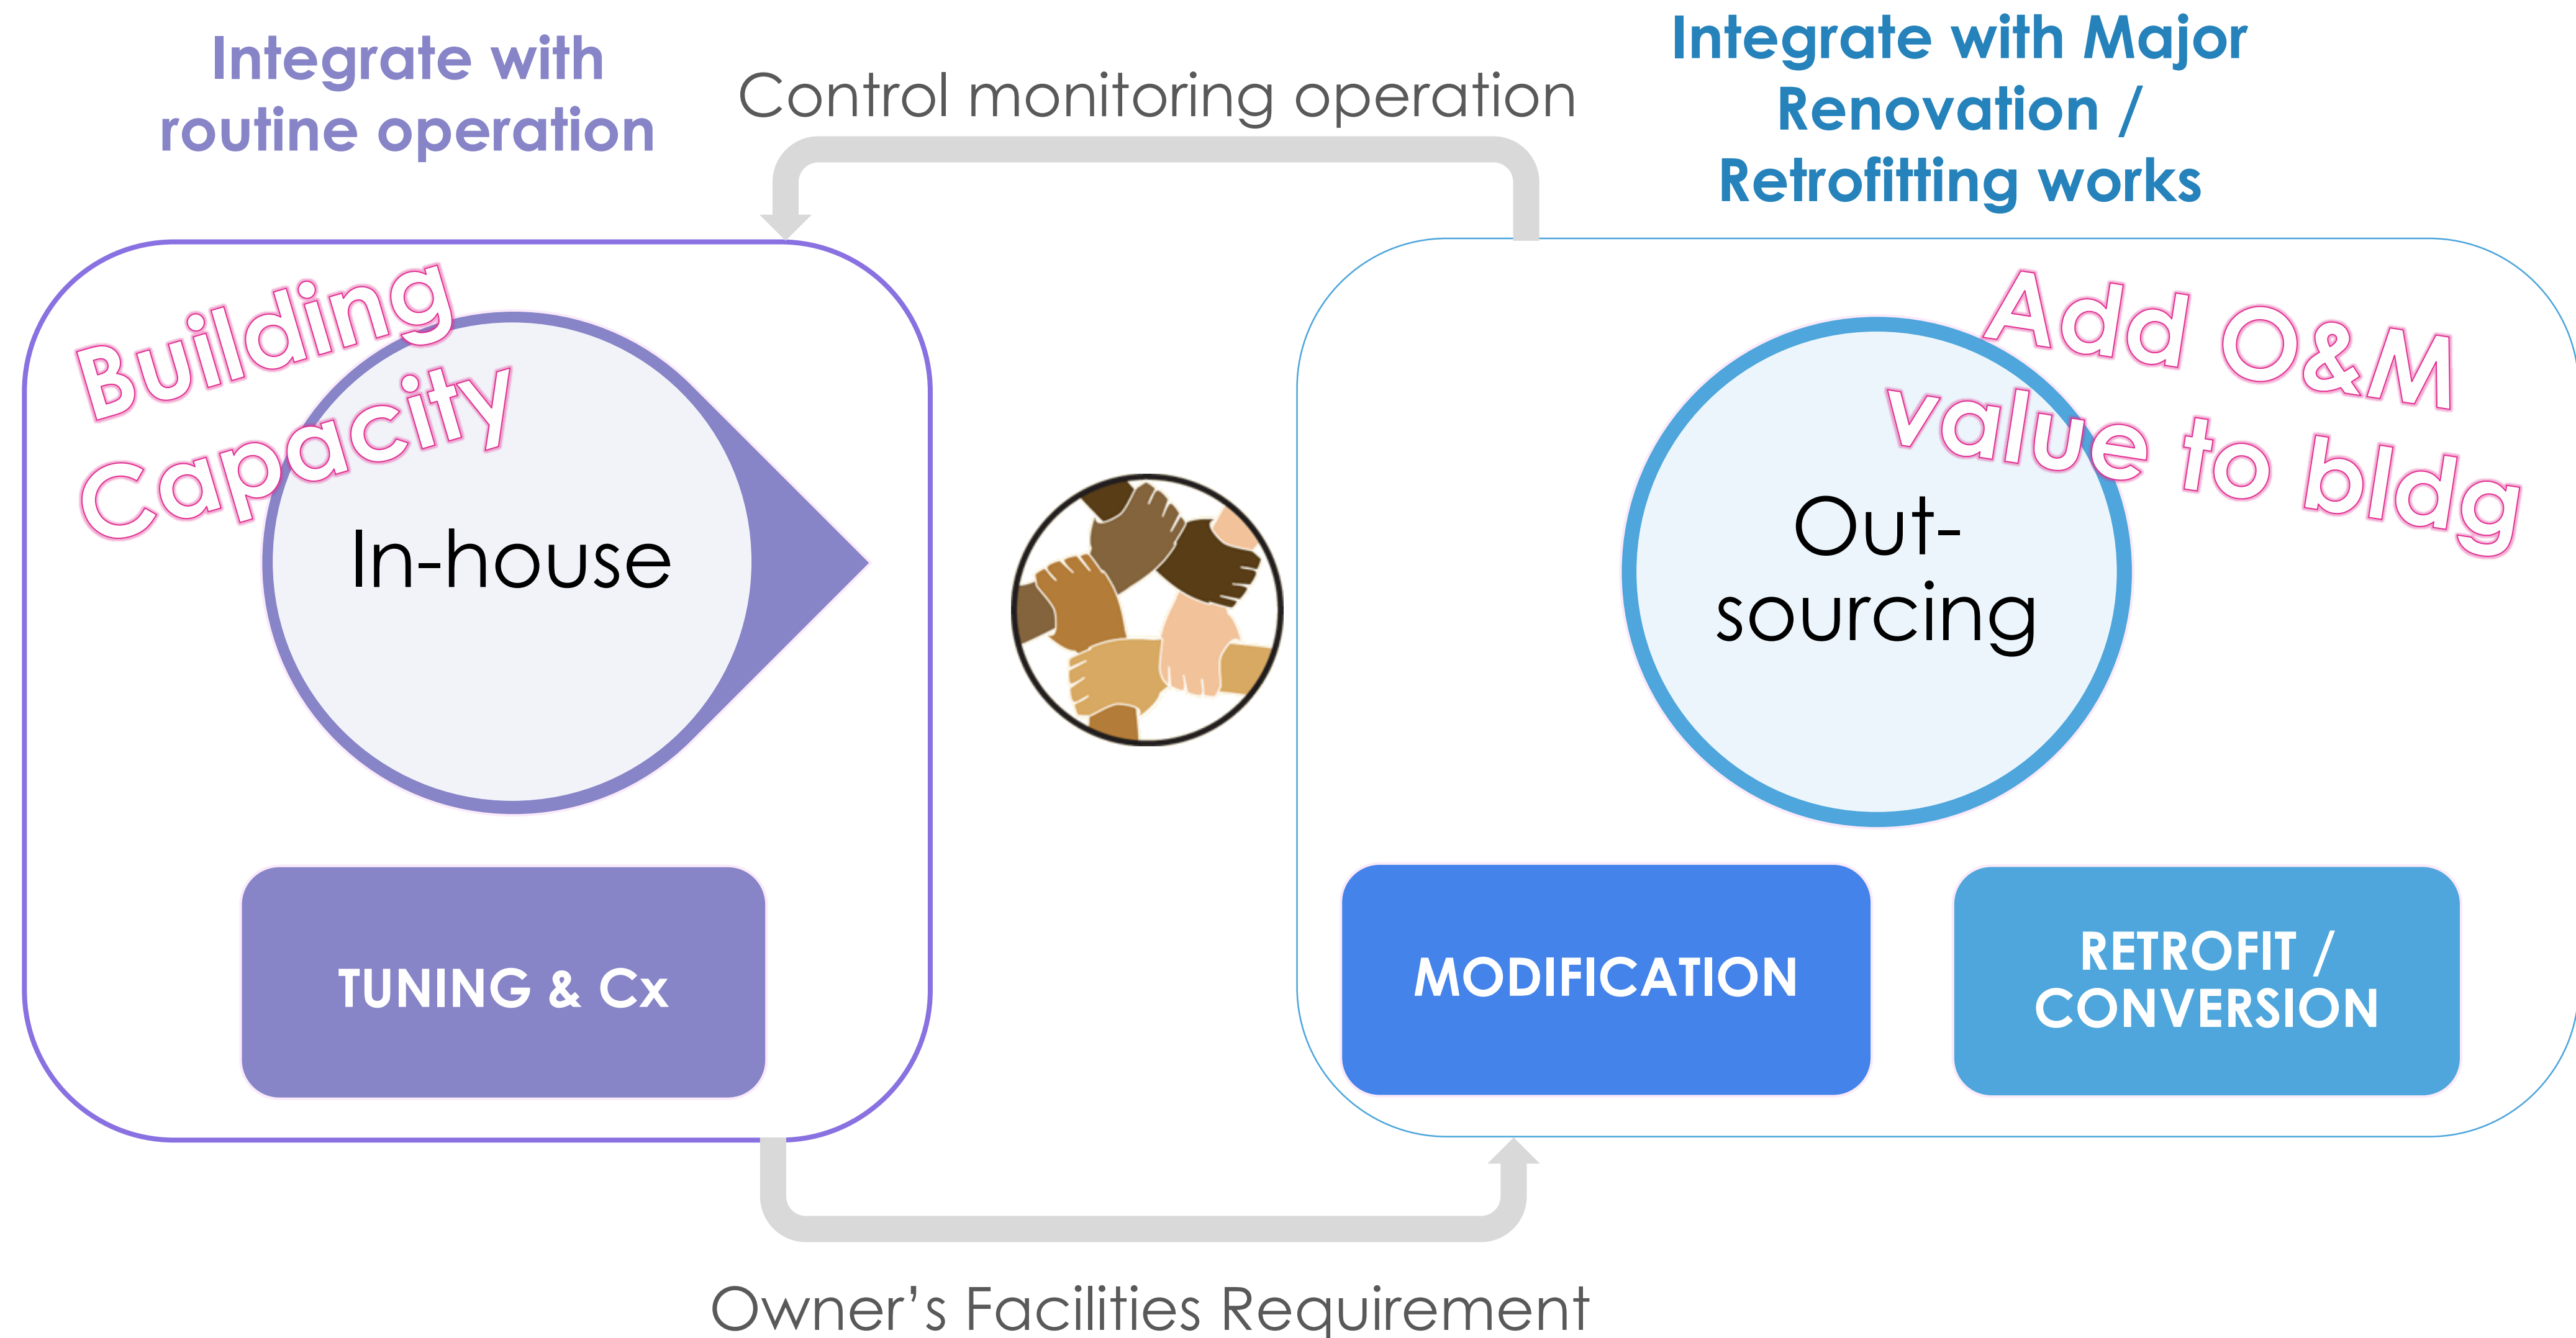 Integrate with
routine operation
Control monitoring operation
Integrate with Major
Renovation /
Retrofitting works
Building
Capacity
In-house
TUNING & Cx
Add O&M
value to bldg
Out-
sourcing
MODIFICATION
RETROFIT /
CONVERSION
Owner’s Facilities Requirement